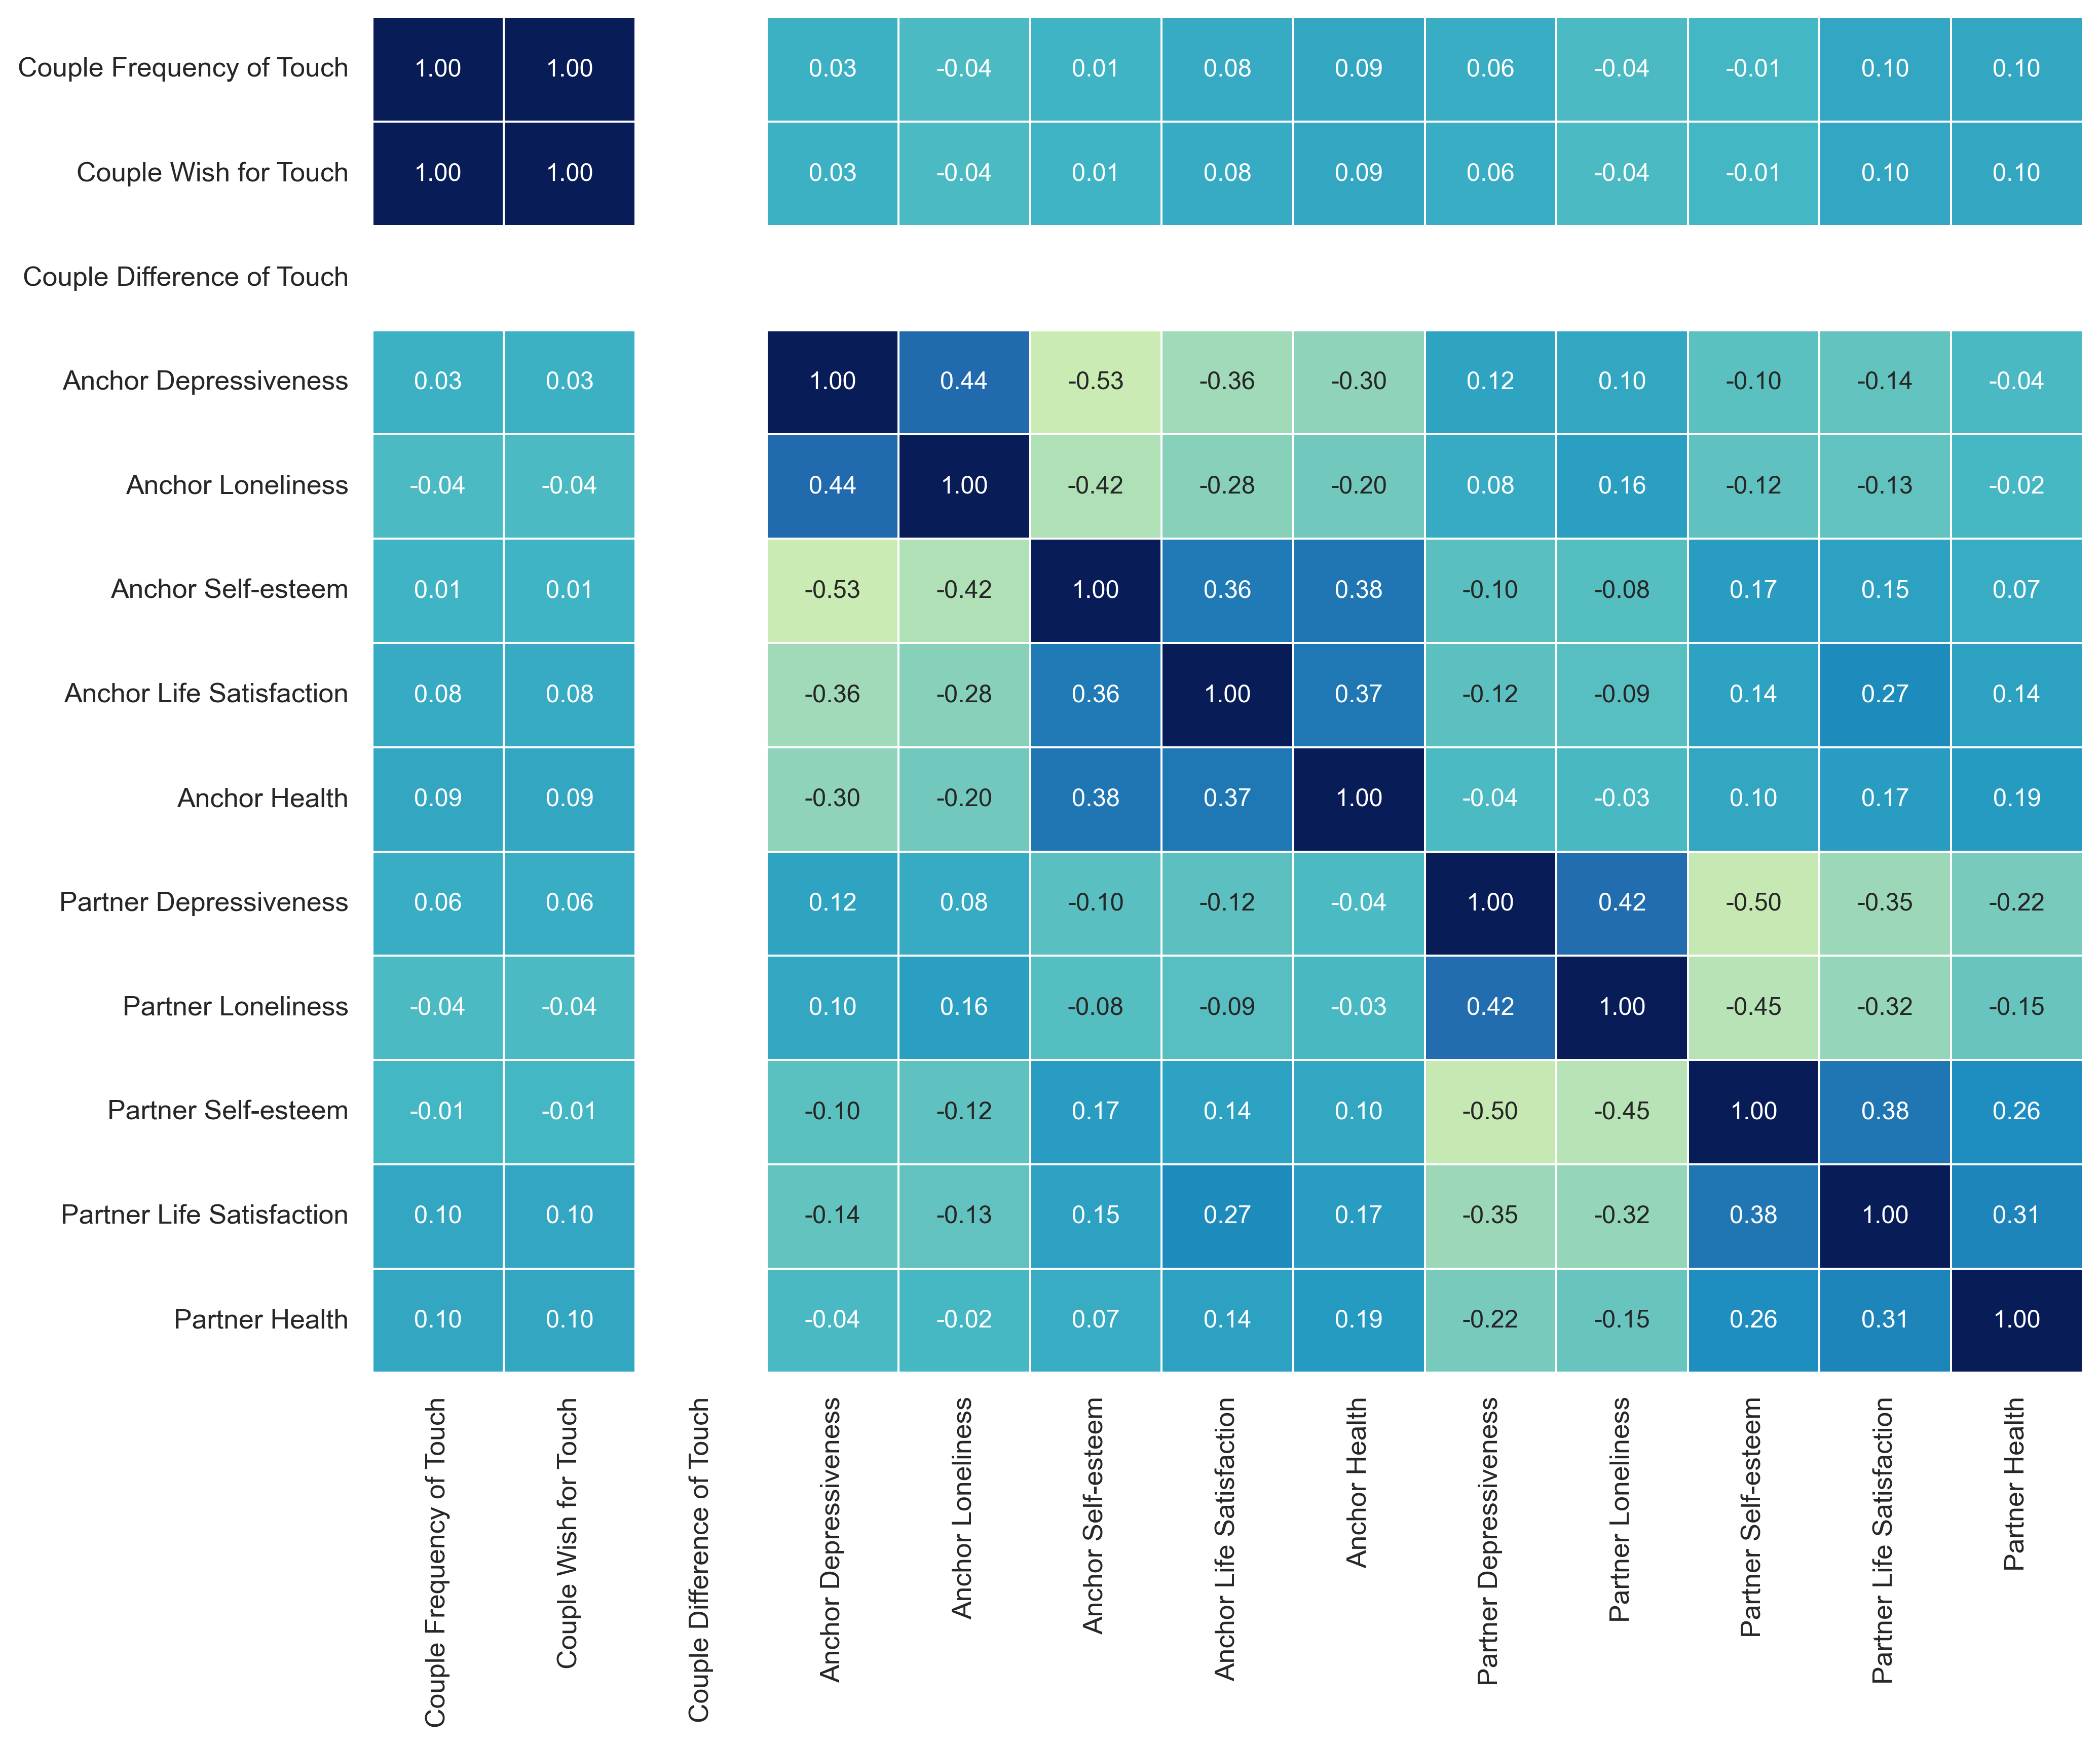 Couple Frequency of Touch 1.00 1.00 0.03 -0.04 0.01 0.08 0.09 0.06 -0.04 -0.01 0.10 0.10
Couple Wish for Touch 1.00 1.00 0.03 -0.04 0.01 0.08 0.09 0.06 -0.04 -0.01 0.10 0.10
Couple Difference of Touch
Anchor Depressiveness 0.03 0.03 1.00 0.44 -0.53 -0.36 -0.30 0.12 0.10 -0.10 -0.14 -0.04
Anchor Loneliness -0.04 -0.04 0.44 1.00 -0.42 -0.28 -0.20 0.08 0.16 -0.12 -0.13 -0.02
Anchor Self-esteem 0.01 0.01 -0.53 -0.42 1.00 0.36 0.38 -0.10 -0.08 0.17 0.15 0.07
Anchor Life Satisfaction 0.08 0.08 -0.36 -0.28 0.36 1.00 0.37 -0.12 -0.09 0.14 0.27 0.14
Anchor Health 0.09 0.09 -0.30 -0.20 0.38 0.37 1.00 -0.04 -0.03 0.10 0.17 0.19
Partner Depressiveness 0.06 0.06 0.12 0.08 -0.10 -0.12 -0.04 1.00 0.42 -0.50 -0.35 -0.22
Partner Loneliness -0.04 -0.04 0.10 0.16 -0.08 -0.09 -0.03 0.42 1.00 -0.45 -0.32 -0.15
Partner Self-esteem -0.01 -0.01 -0.10 -0.12 0.17 0.14 0.10 -0.50 -0.45 1.00 0.38 0.26
Partner Life Satisfaction 0.10 0.10 -0.14 -0.13 0.15 0.27 0.17 -0.35 -0.32 0.38 1.00 0.31
Partner Health 0.10 0.10 -0.04 -0.02 0.07 0.14 0.19 -0.22 -0.15 0.26 0.31 1.00
Couple Frequency of Touch
Couple Wish for Touch
Couple Difference of Touch
Anchor Depressiveness
Anchor Loneliness
Anchor Self-esteem
Anchor Life Satisfaction
Anchor Health
Partner Depressiveness
Partner Loneliness
Partner Self-esteem
Partner Life Satisfaction
Partner Health